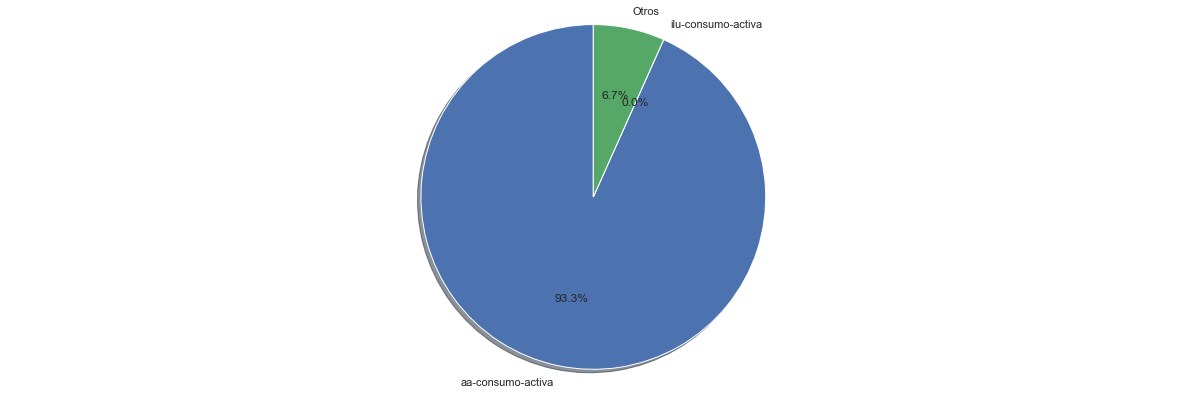 Otros
ilu-consumo-activa
6.7%
0.0%
93.3%
aa-consumo-activa